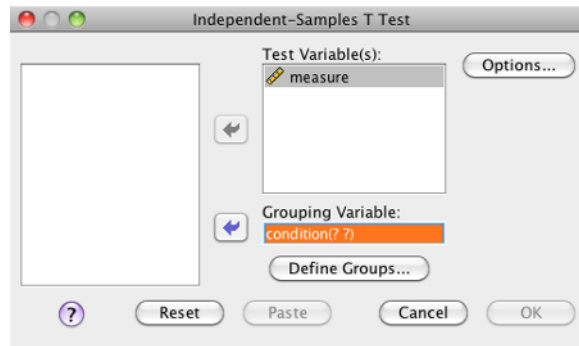 Independent-Samples T Test
Test Variable(s):
measure
Options...
Grouping Variable:
condition(? ?)
Define Groups...
?
Reset
Paste
Cancel
OK